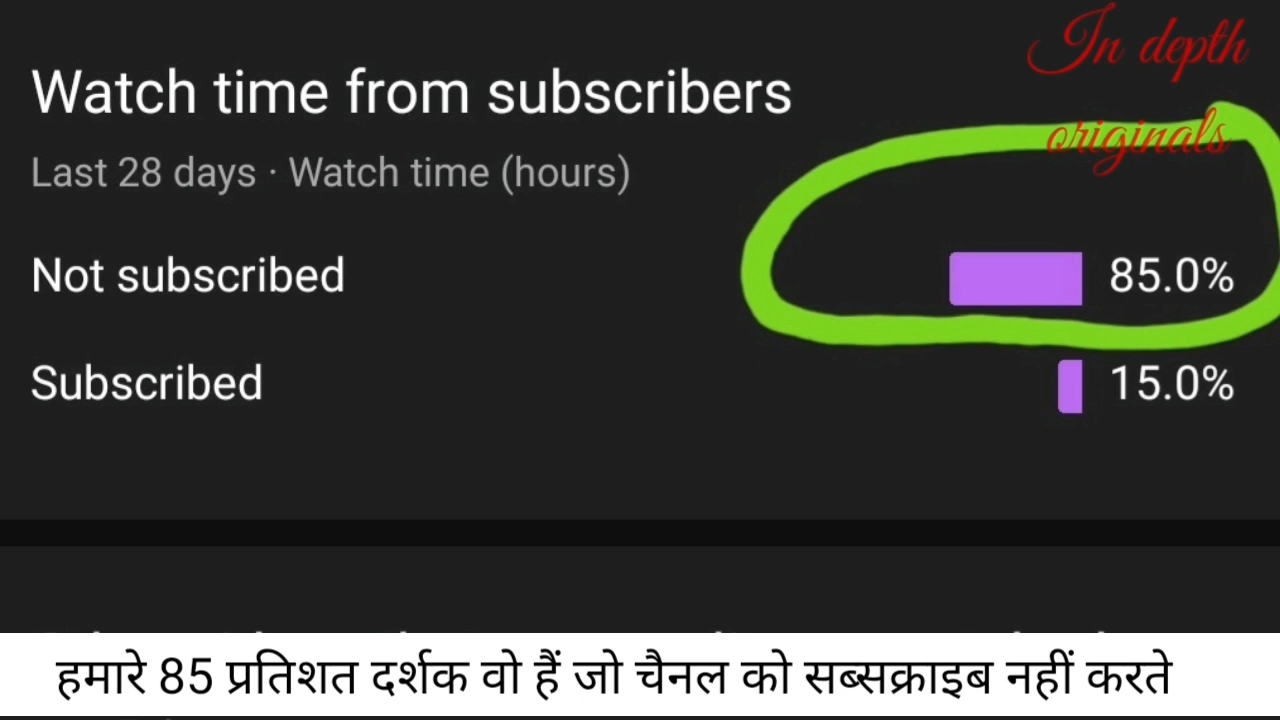 In depth
originals
Watch time from subscribers
Last 28 days · Watch time (hours)
Not subscribed 85.0%
Subscribed 15.0%
हमारे 85 प्रतिशत दर्शक वो हैं जो चैनल को सब्सक्राइब नहीं करते